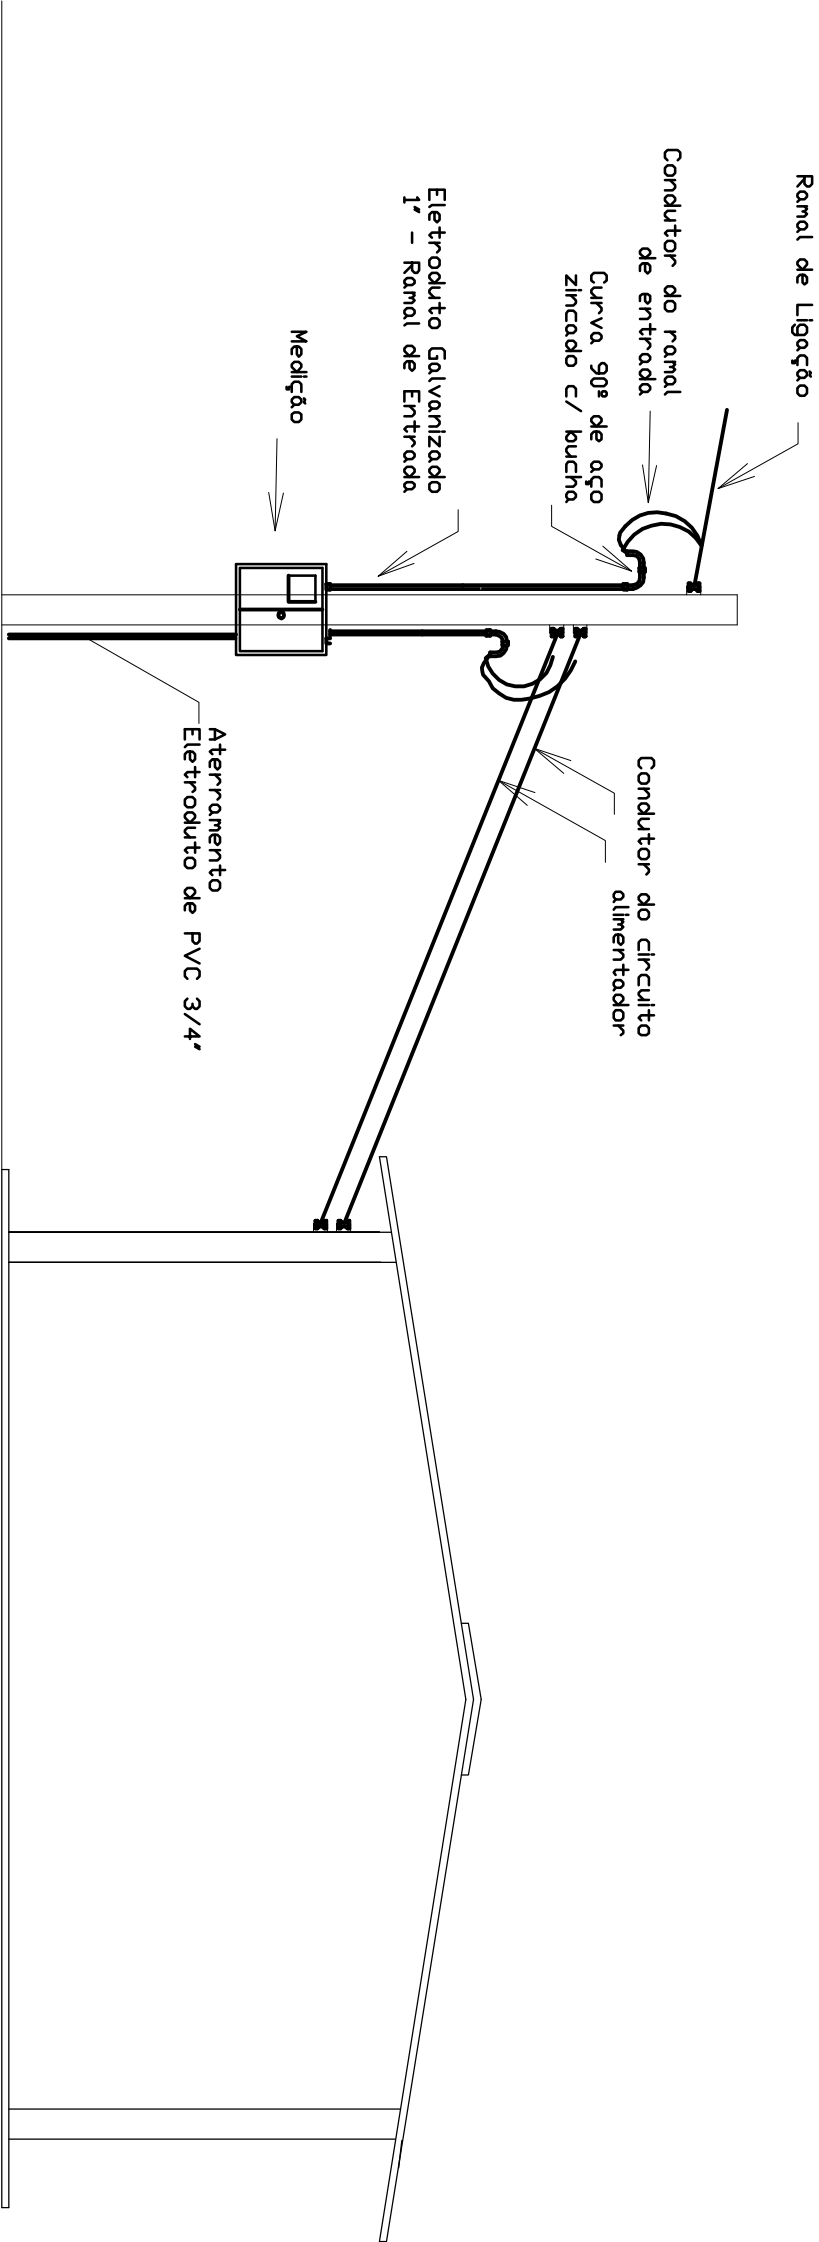 Ramal de Ligação
Condutor do ramal
de entrada
Curva 90º de aço
zincado c/ bucha
Eletroduto Galvanizado
1" - Ramal de Entrada
Medição
Condutor do circuito
alimentador
Aterramento
Eletroduto de PVC 3/4"